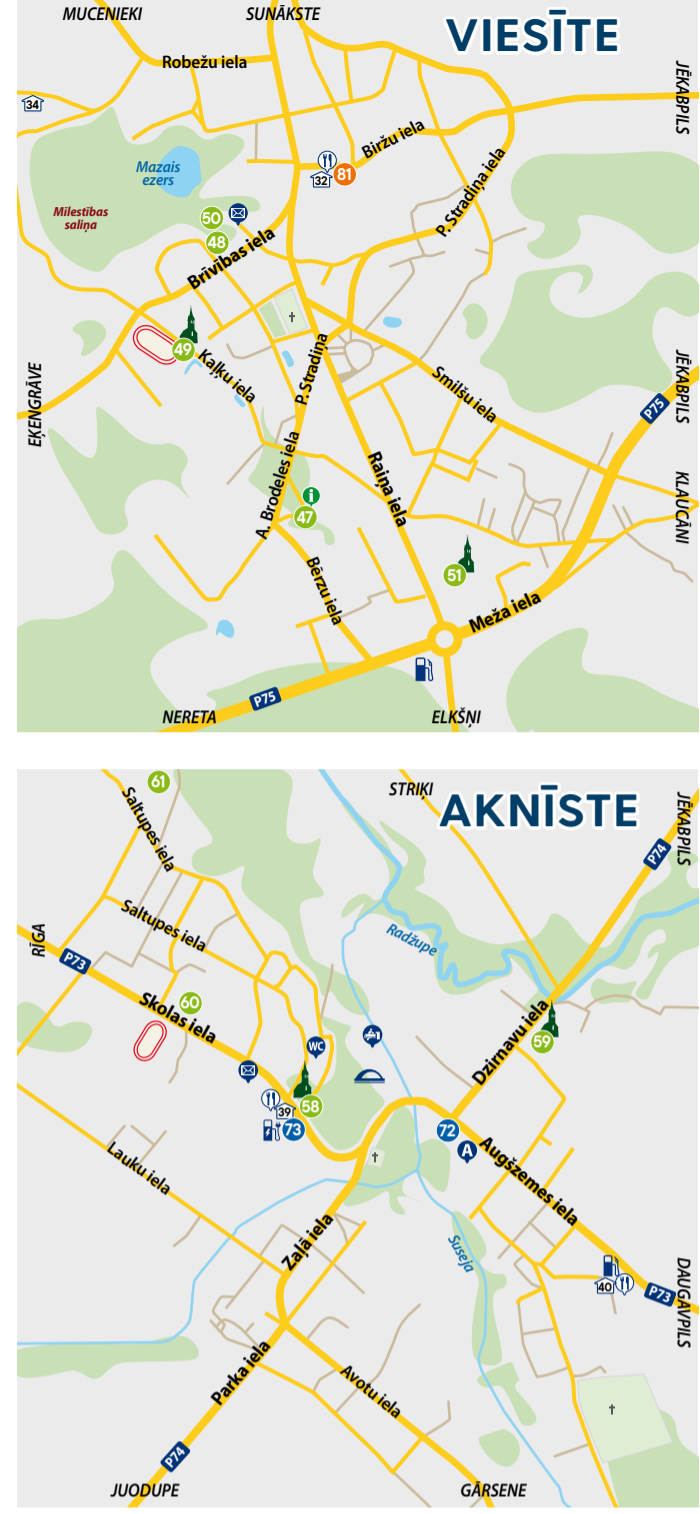 MUCENIEKI
SUNĀKSTE
VIESĪTE
Robežu iela
JĒKABPILS
34
Biržu iela
Mazais
ezers
32
81
P. Stradiņa iela
Mīlestības
saliņa
50
48
Brīvības iela
49
Kaļķu iela
P. Stradiņa
EĶENGRĀVE
Smilšu iela
JĒKABPILS
P75
A. Brodeles iela
Raiņa iela
KLAUCĀNI
i
47
51
Bērzu iela
Meža iela
P75
NERETA
ELKŠŅI
61
STRIĶI
AKNĪSTE
JĒKABPILS
Saltupes iela
P74
Saltupes iela
RĪGA
Radžupe
P73
60
Skolas iela
Dzirnavu iela
59
WC
39
58
73
72
A
Augšzemes iela
Lauku iela
Zaļā iela
Suseja
40
P73
DAUGAVPILS
Parka iela
Avotu iela
P74
JUODUPE
GĀRSENE